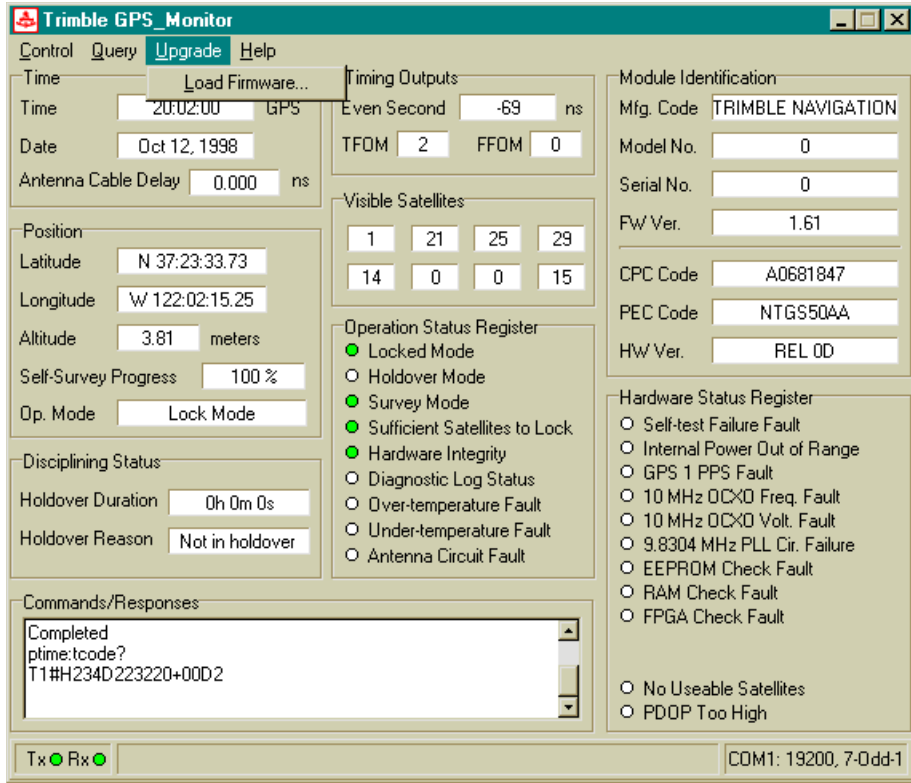 Trimble GPS_Monitor
Control Query Upgrade Help
Load Firmware...
Time
Time 20:02:00 GPS
Date Oct 12, 1998
Antenna Cable Delay 0.000 ns
Position
Latitude N 37:23:33.73
Longitude W 122:02:15.25
Altitude 3.81 meters
Self-Survey Progress 100 %
Op. Mode Lock Mode
Disciplining Status
Holdover Duration 0h 0m 0s
Holdover Reason Not in holdover
Timing Outputs
Even Second -69 ns
TFOM 2 FFOM 0
Visible Satellites
1 21 25 29
14 0 0 15
Operation Status Register
Locked Mode
Holdover Mode
Survey Mode
Sufficient Satellites to Lock
Hardware Integrity
Diagnostic Log Status
Over-temperature Fault
Under-temperature Fault
Antenna Circuit Fault
Module Identification
Mfg. Code TRIMBLE NAVIGATION
Model No. 0
Serial No. 0
FW Ver. 1.61
CPC Code A0681847
PEC Code NTGS50AA
HW Ver. REL 0D
Hardware Status Register
Self-test Failure Fault
Internal Power Out of Range
GPS 1 PPS Fault
10 MHz OCXO Freq. Fault
10 MHz OCXO Volt. Fault
9.8304 MHz PLL Cir. Failure
EEPROM Check Fault
RAM Check Fault
FPGA Check Fault
No Useable Satellites
PDOP Too High
Commands/Responses
Completed
ptime:tcode?
T1#H234D223220+00D2
Tx Rx
COM1: 19200, 7-Odd-1